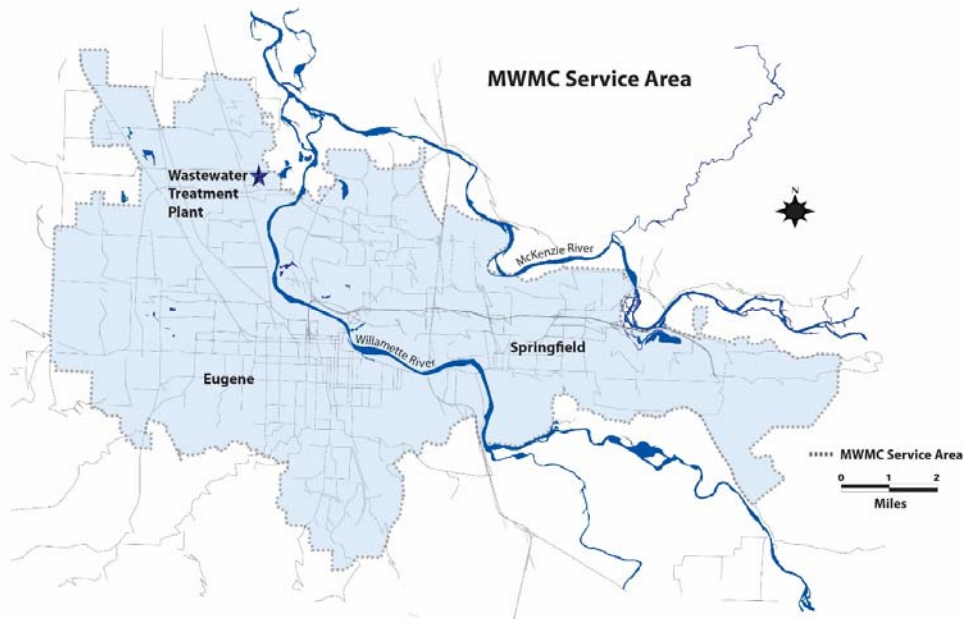 MWMC Service Area
Wastewater
Treatment
Plant
N
McKenzie River
Willamette River
Springfield
Eugene
MWMC Service Area
0 1 2
Miles